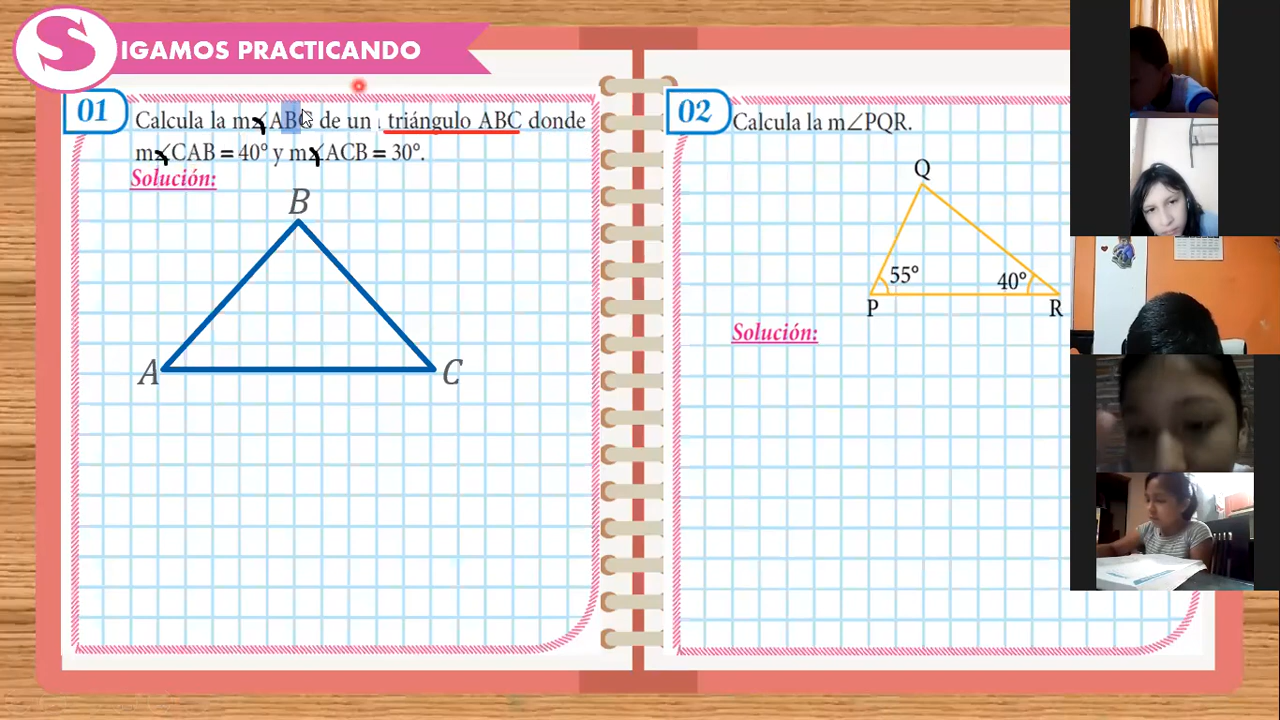 SIGAMOS PRACTICANDO
01
Calcula la m∡ABC de un triángulo ABC donde
m∡CAB = 40° y m∡ACB = 30°.
Solución:
B
A
C
02
Calcula la m∠PQR.
Q
55°
40°
P
R
Solución: